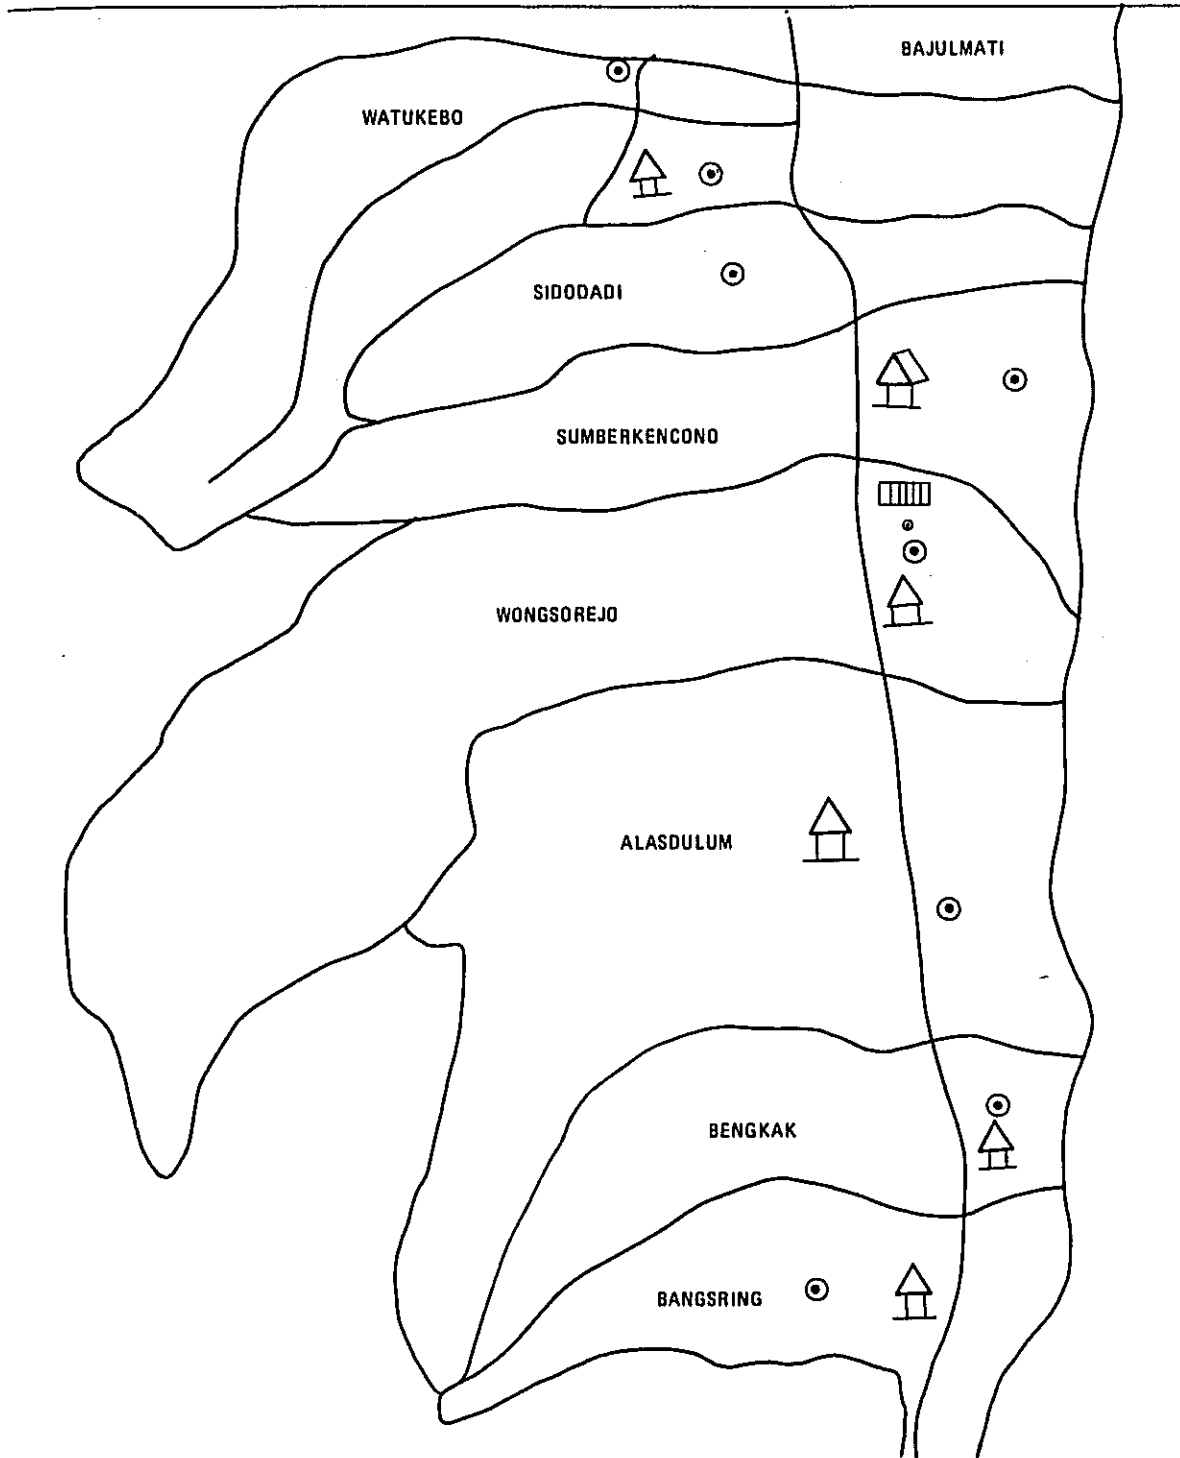 BAJULMATI
WATUKEBO
SIDODADI
SUMBERKENCONO
WONGSOREJO
ALASDULUM
BENGKAK
BANGSRING